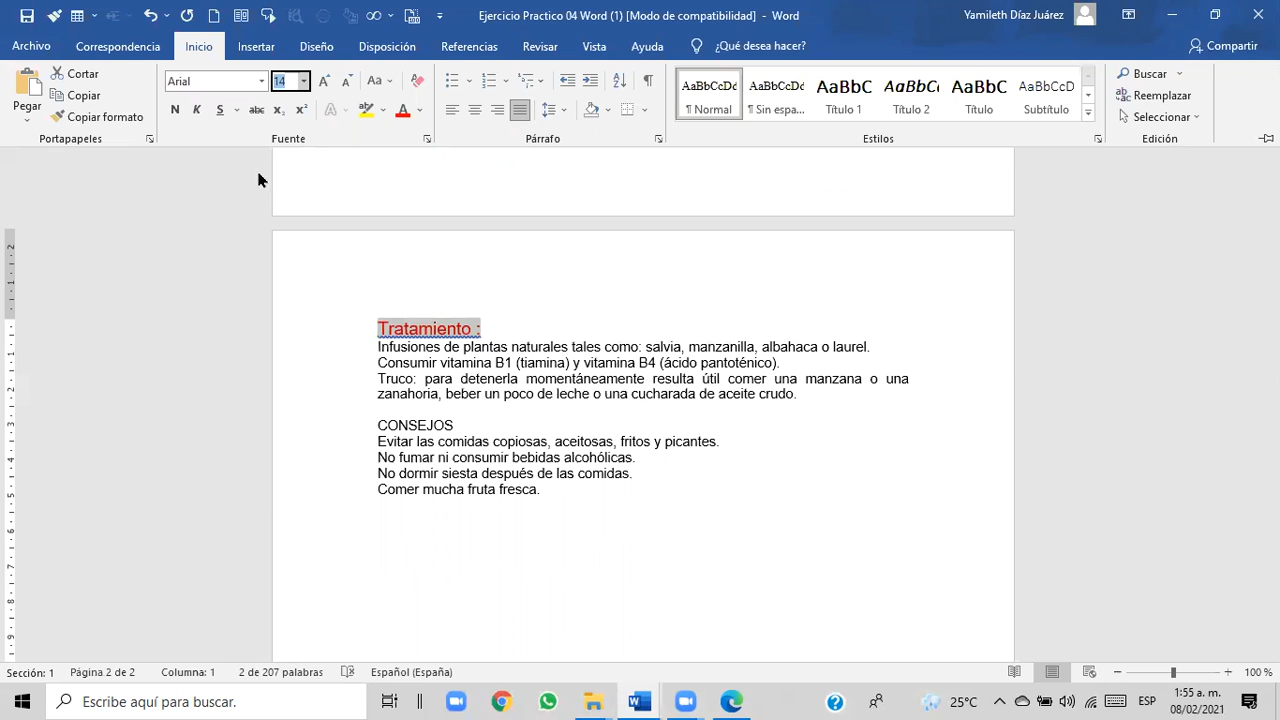 Ejercicio Practico 04 Word (1) [Modo de compatibilidad] - Word
Yamileth Díaz Juárez
Archivo
Correspondencia
Inicio
Insertar
Diseño
Disposición
Referencias
Revisar
Vista
Ayuda
¿Qué desea hacer?
Compartir
Pegar
Cortar
Copiar
Copiar formato
Portapapeles
Arial
14
Aa
N K S abc x₂ x² A A
Fuente
Párrafo
AaBbCcDd
¶ Normal
AaBbCcDd
¶ Sin espa...
AaBbC
Título 1
AaBbCc
Título 2
AaBbC
Título
AaBbCcD
Subtítulo
Estilos
Buscar
Reemplazar
Seleccionar
Edición
Tratamiento :
Infusiones de plantas naturales tales como: salvia, manzanilla, albahaca o laurel.
Consumir vitamina B1 (tiamina) y vitamina B4 (ácido pantoténico).
Truco: para detenerla momentáneamente resulta útil comer una manzana o una
zanahoria, beber un poco de leche o una cucharada de aceite crudo.
CONSEJOS
Evitar las comidas copiosas, aceitosas, fritos y picantes.
No fumar ni consumir bebidas alcohólicas.
No dormir siesta después de las comidas.
Comer mucha fruta fresca.
Sección: 1
Página 2 de 2
Columna: 1
2 de 207 palabras
Español (España)
100 %
Escribe aquí para buscar.
25°C
ESP
1:55 a. m.
08/02/2021